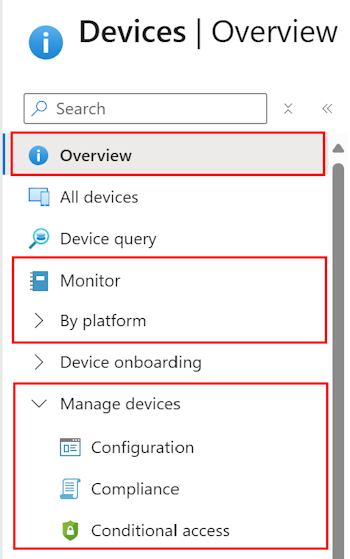 Devices | Overview
Search
Overview
All devices
Device query
Monitor
By platform
Device onboarding
Manage devices
Configuration
Compliance
Conditional access